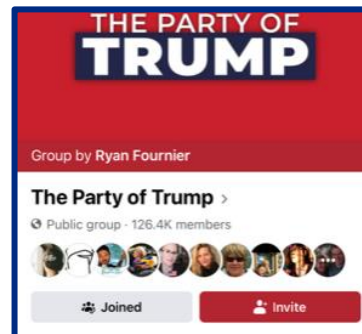 THE PARTY OF
TRUMP
Group by Ryan Fournier
The Party of Trump >
Public group · 126.4K members
Joined
Invite